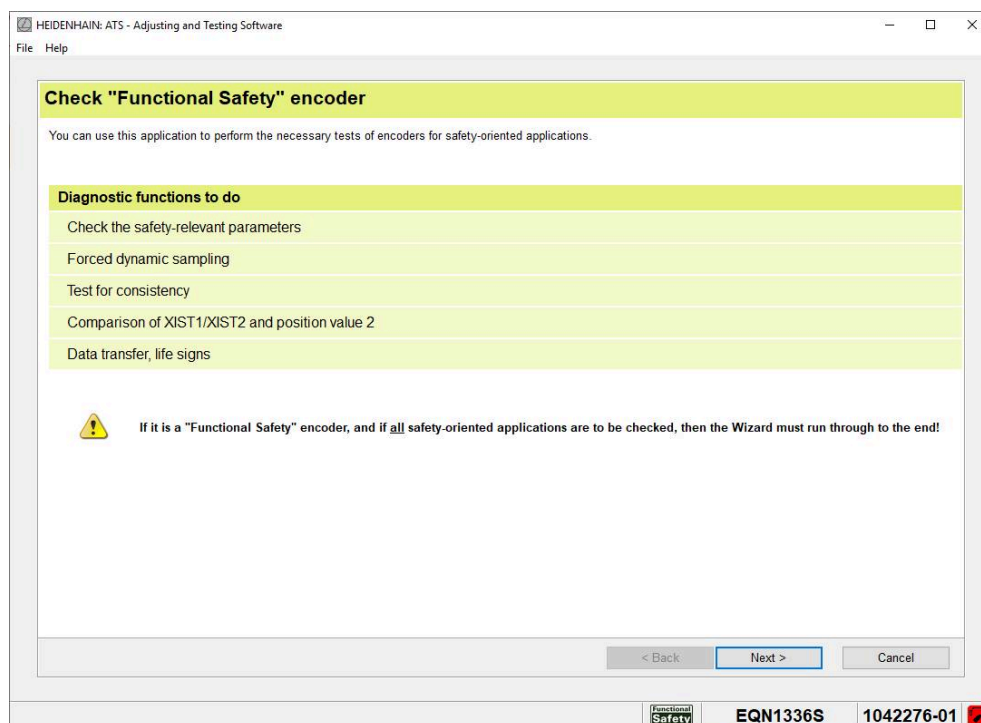 HEIDENHAIN: ATS - Adjusting and Testing Software
File Help
Check "Functional Safety" encoder
You can use this application to perform the necessary tests of encoders for safety-oriented applications.
Diagnostic functions to do
Check the safety-relevant parameters
Forced dynamic sampling
Test for consistency
Comparison of XIST1/XIST2 and position value 2
Data transfer, life signs
If it is a "Functional Safety" encoder, and if all safety-oriented applications are to be checked, then the Wizard must run through to the end!
< Back Next > Cancel
Functional
Safety EQN1336S 1042276-01